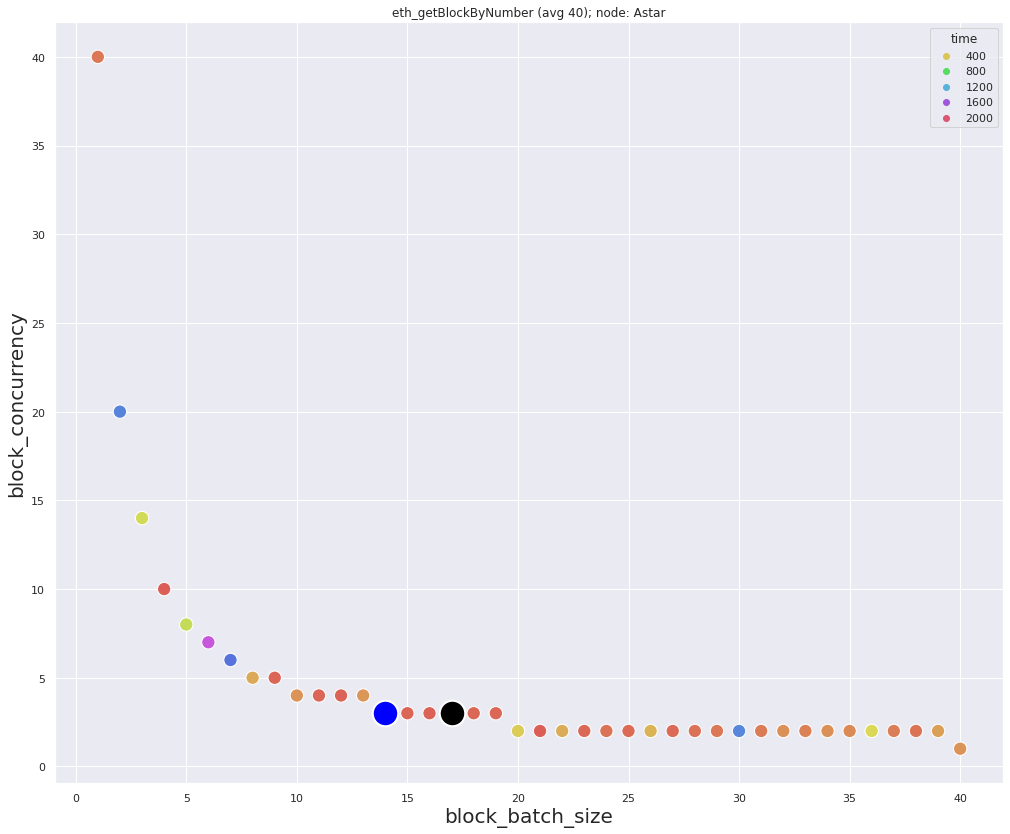 eth_getBlockByNumber (avg 40); node: Astar
time
400
800
1200
1600
2000
40
35
30
25
20
15
10
5
0
block_concurrency
0 5 10 15 20 25 30 35 40
block_batch_size